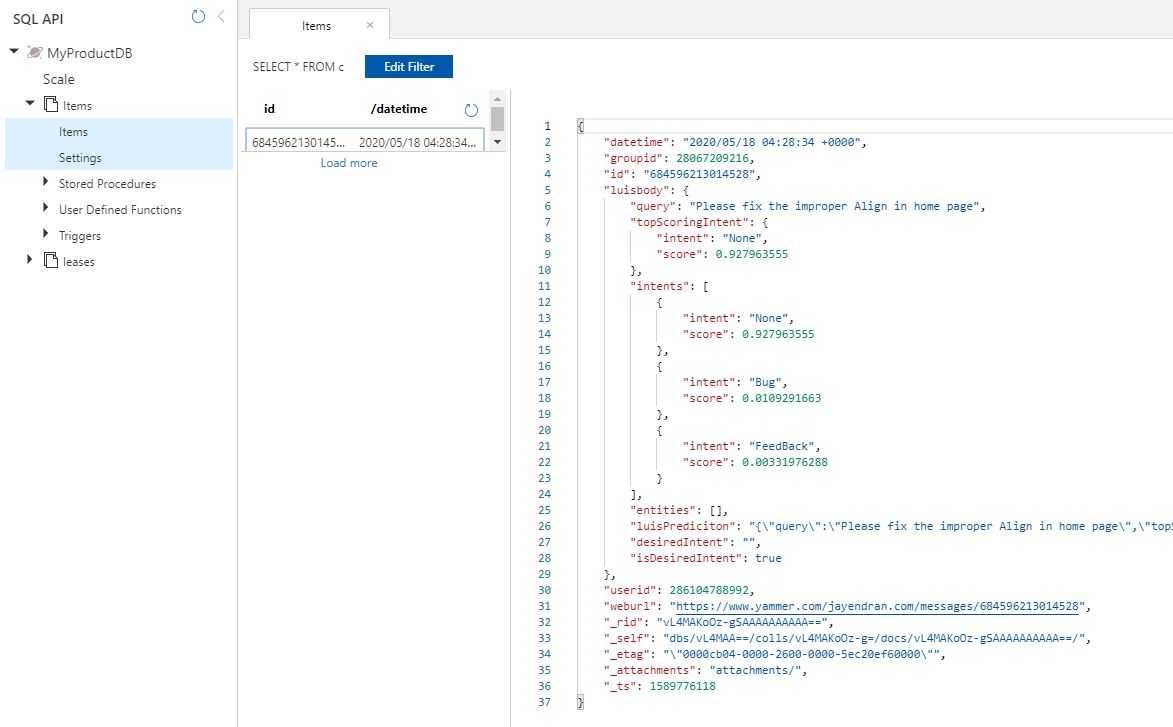 SQL API
MyProductDB
Scale
Items
Items
Settings
Stored Procedures
User Defined Functions
Triggers
leases
Items ×
SELECT * FROM c Edit Filter
id /datetime
6845962130145... 2020/05/18 04:28:34...
Load more
1 {
2 "datetime": "2020/05/18 04:28:34 +0000",
3 "groupid": 28067209216,
4 "id": "684596213014528",
5 "luisbody": {
6 "query": "Please fix the improper Align in home page",
7 "topScoringIntent": {
8 "intent": "None",
9 "score": 0.927963555
10 },
11 "intents": [
12 {
13 "intent": "None",
14 "score": 0.927963555
15 },
16 {
17 "intent": "Bug",
18 "score": 0.0109291663
19 },
20 {
21 "intent": "FeedBack",
22 "score": 0.00331976288
23 }
24 ],
25 "entities": [],
26 "luisPrediciton": "{\"query\":\"Please fix the improper Align in home page\",\"topS
27 "desiredIntent": "",
28 "isDesiredIntent": true
29 },
30 "userid": 286104788992,
31 "weburl": "https://www.yammer.com/jayendran.com/messages/684596213014528",
32 "_rid": "vL4MAKoOz-gSAAAAAAAAAA==",
33 "_self": "dbs/vL4MAA==/colls/vL4MAKoOz-g=/docs/vL4MAKoOz-gSAAAAAAAAAA==/",
34 "_etag": "\"0000cb04-0000-2600-0000-5ec20ef60000\"",
35 "_attachments": "attachments/",
36 "_ts": 1589776118
37 }